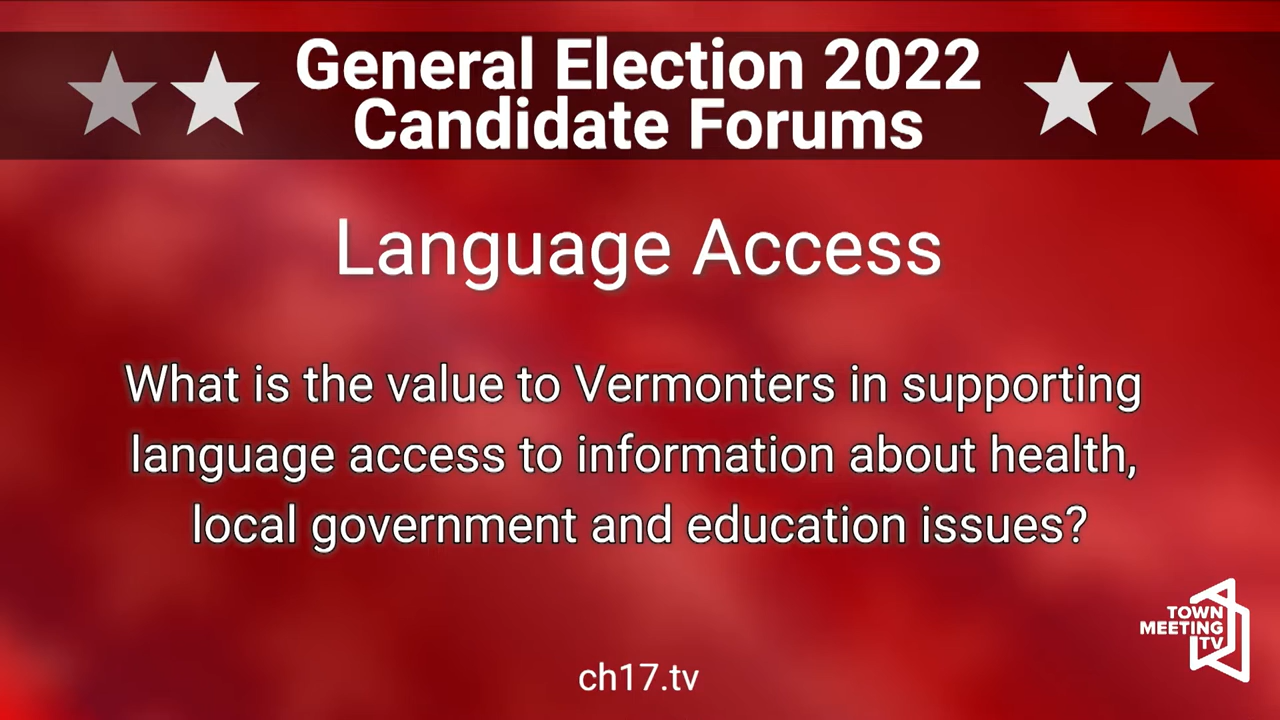 General Election 2022
Candidate Forums
Language Access
What is the value to Vermonters in supporting
language access to information about health,
local government and education issues?
TOWN
MEETING
TV
ch17.tv